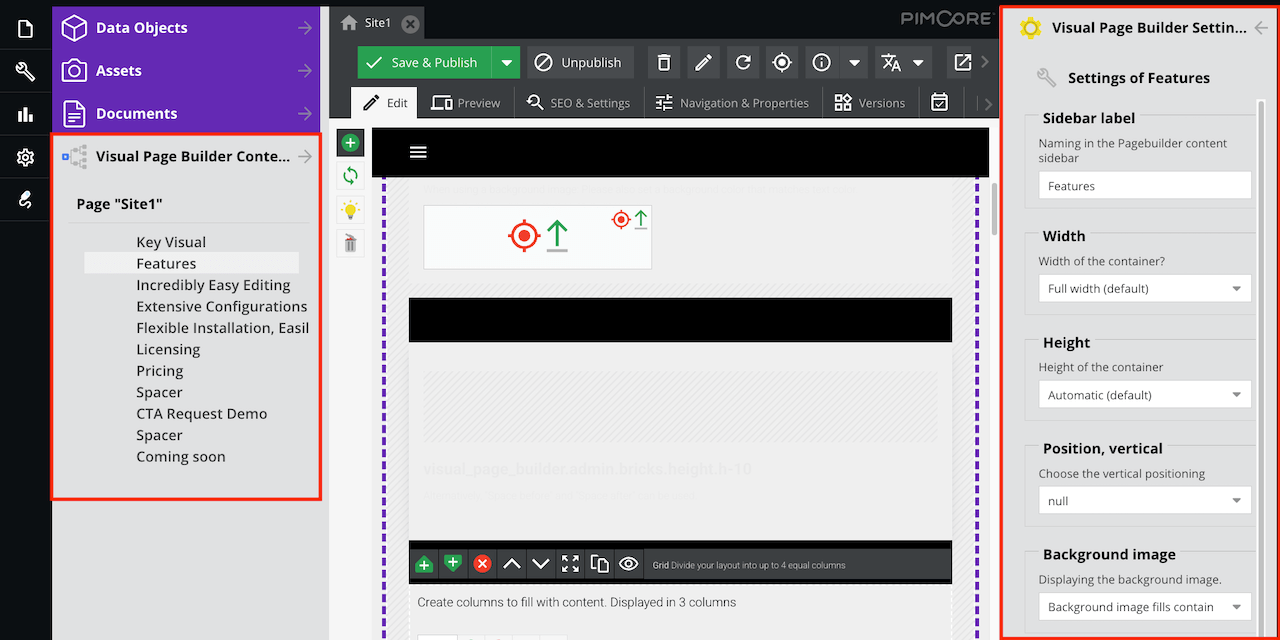 Data Objects
Assets
Documents
Visual Page Builder Conte...
Page "Site1"
Key Visual
Features
Incredibly Easy Editing
Extensive Configurations
Flexible Installation, Easil
Licensing
Pricing
Spacer
CTA Request Demo
Spacer
Coming soon
Site1
PIMCORE
Save & Publish
Unpublish
Edit
Preview
SEO & Settings
Navigation & Properties
Versions
visual_page_builder.admin.bricks.height.h-10
Grid Divide your layout into up to 4 equal columns
Create columns to fill with content. Displayed in 3 columns
Visual Page Builder Settin...
Settings of Features
Sidebar label
Naming in the Pagebuilder content
sidebar
Features
Width
Width of the container?
Full width (default)
Height
Height of the container
Automatic (default)
Position, vertical
Choose the vertical positioning
null
Background image
Displaying the background image.
Background image fills contain